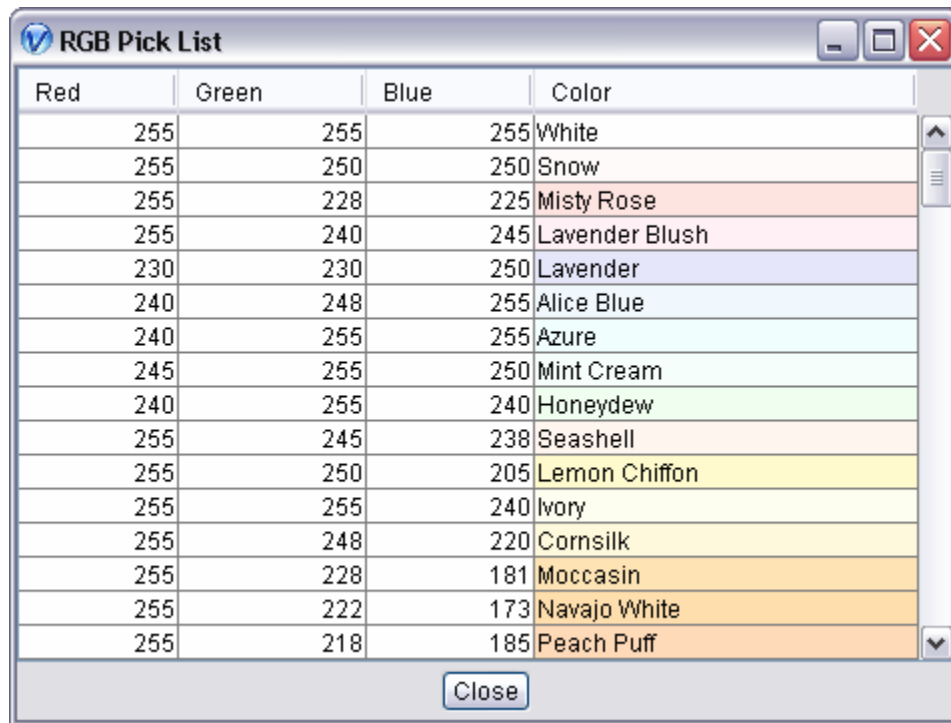 RGB Pick List
Red Green Blue Color
255 255 255 White
255 250 250 Snow
255 228 225 Misty Rose
255 240 245 Lavender Blush
230 230 250 Lavender
240 248 255 Alice Blue
240 255 255 Azure
245 255 250 Mint Cream
240 255 240 Honeydew
255 245 238 Seashell
255 250 205 Lemon Chiffon
255 255 240 Ivory
255 248 220 Cornsilk
255 228 181 Moccasin
255 222 173 Navajo White
255 218 185 Peach Puff
Close